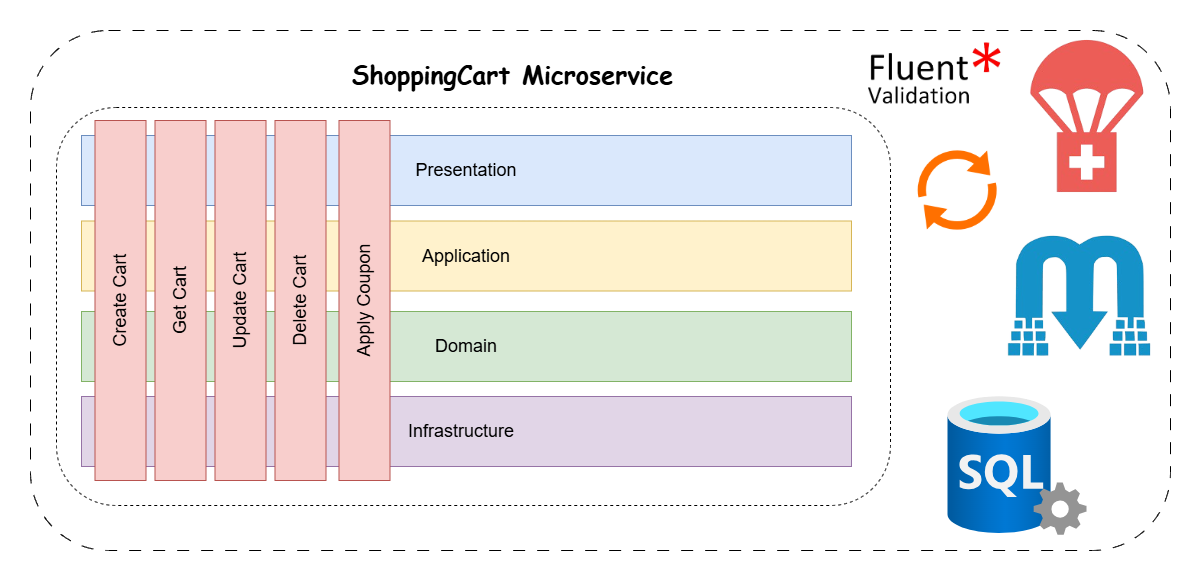 ShoppingCart Microservice
Fluent*
Validation
Presentation
Application
Domain
Infrastructure
Create Cart
Get Cart
Update Cart
Delete Cart
Apply Coupon
SQL